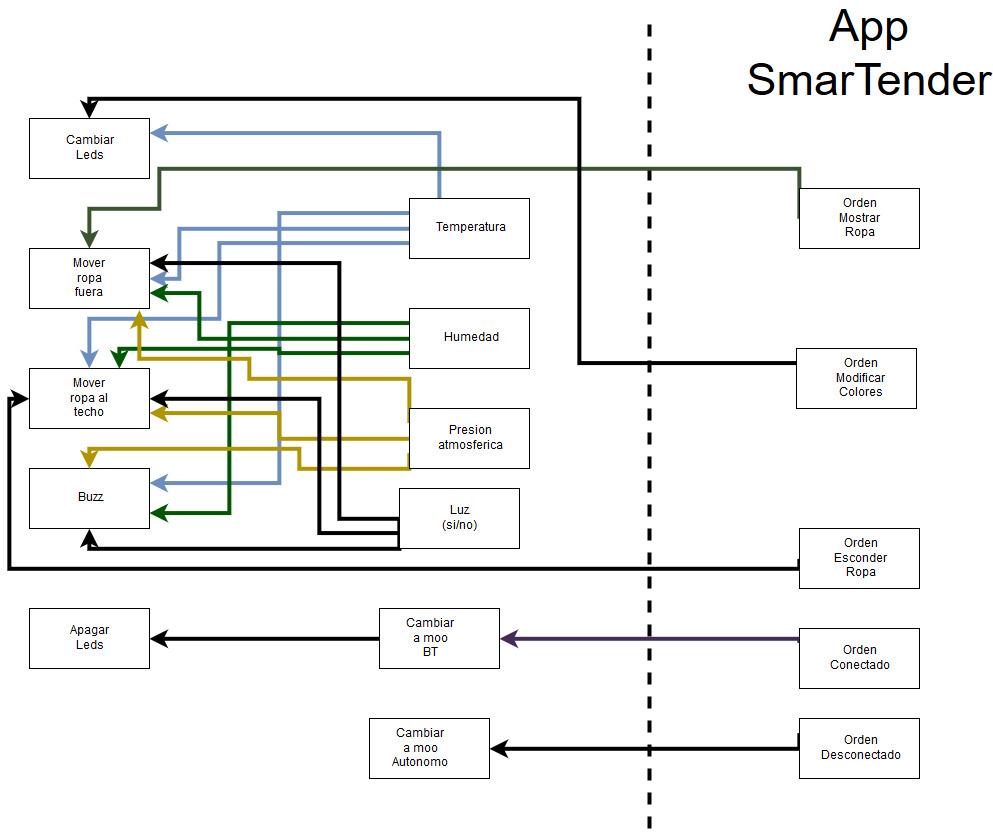 App
SmarTender
Cambiar
Leds
Orden
Mostrar
Ropa
Temperatura
Mover
ropa
fuera
Humedad
Orden
Modificar
Colores
Mover
ropa al
techo
Presion
atmosferica
Buzz
Luz
(si/no)
Orden
Esconder
Ropa
Apagar
Leds
Cambiar
a moo
BT
Orden
Conectado
Cambiar
a moo
Autonomo
Orden
Desconectado